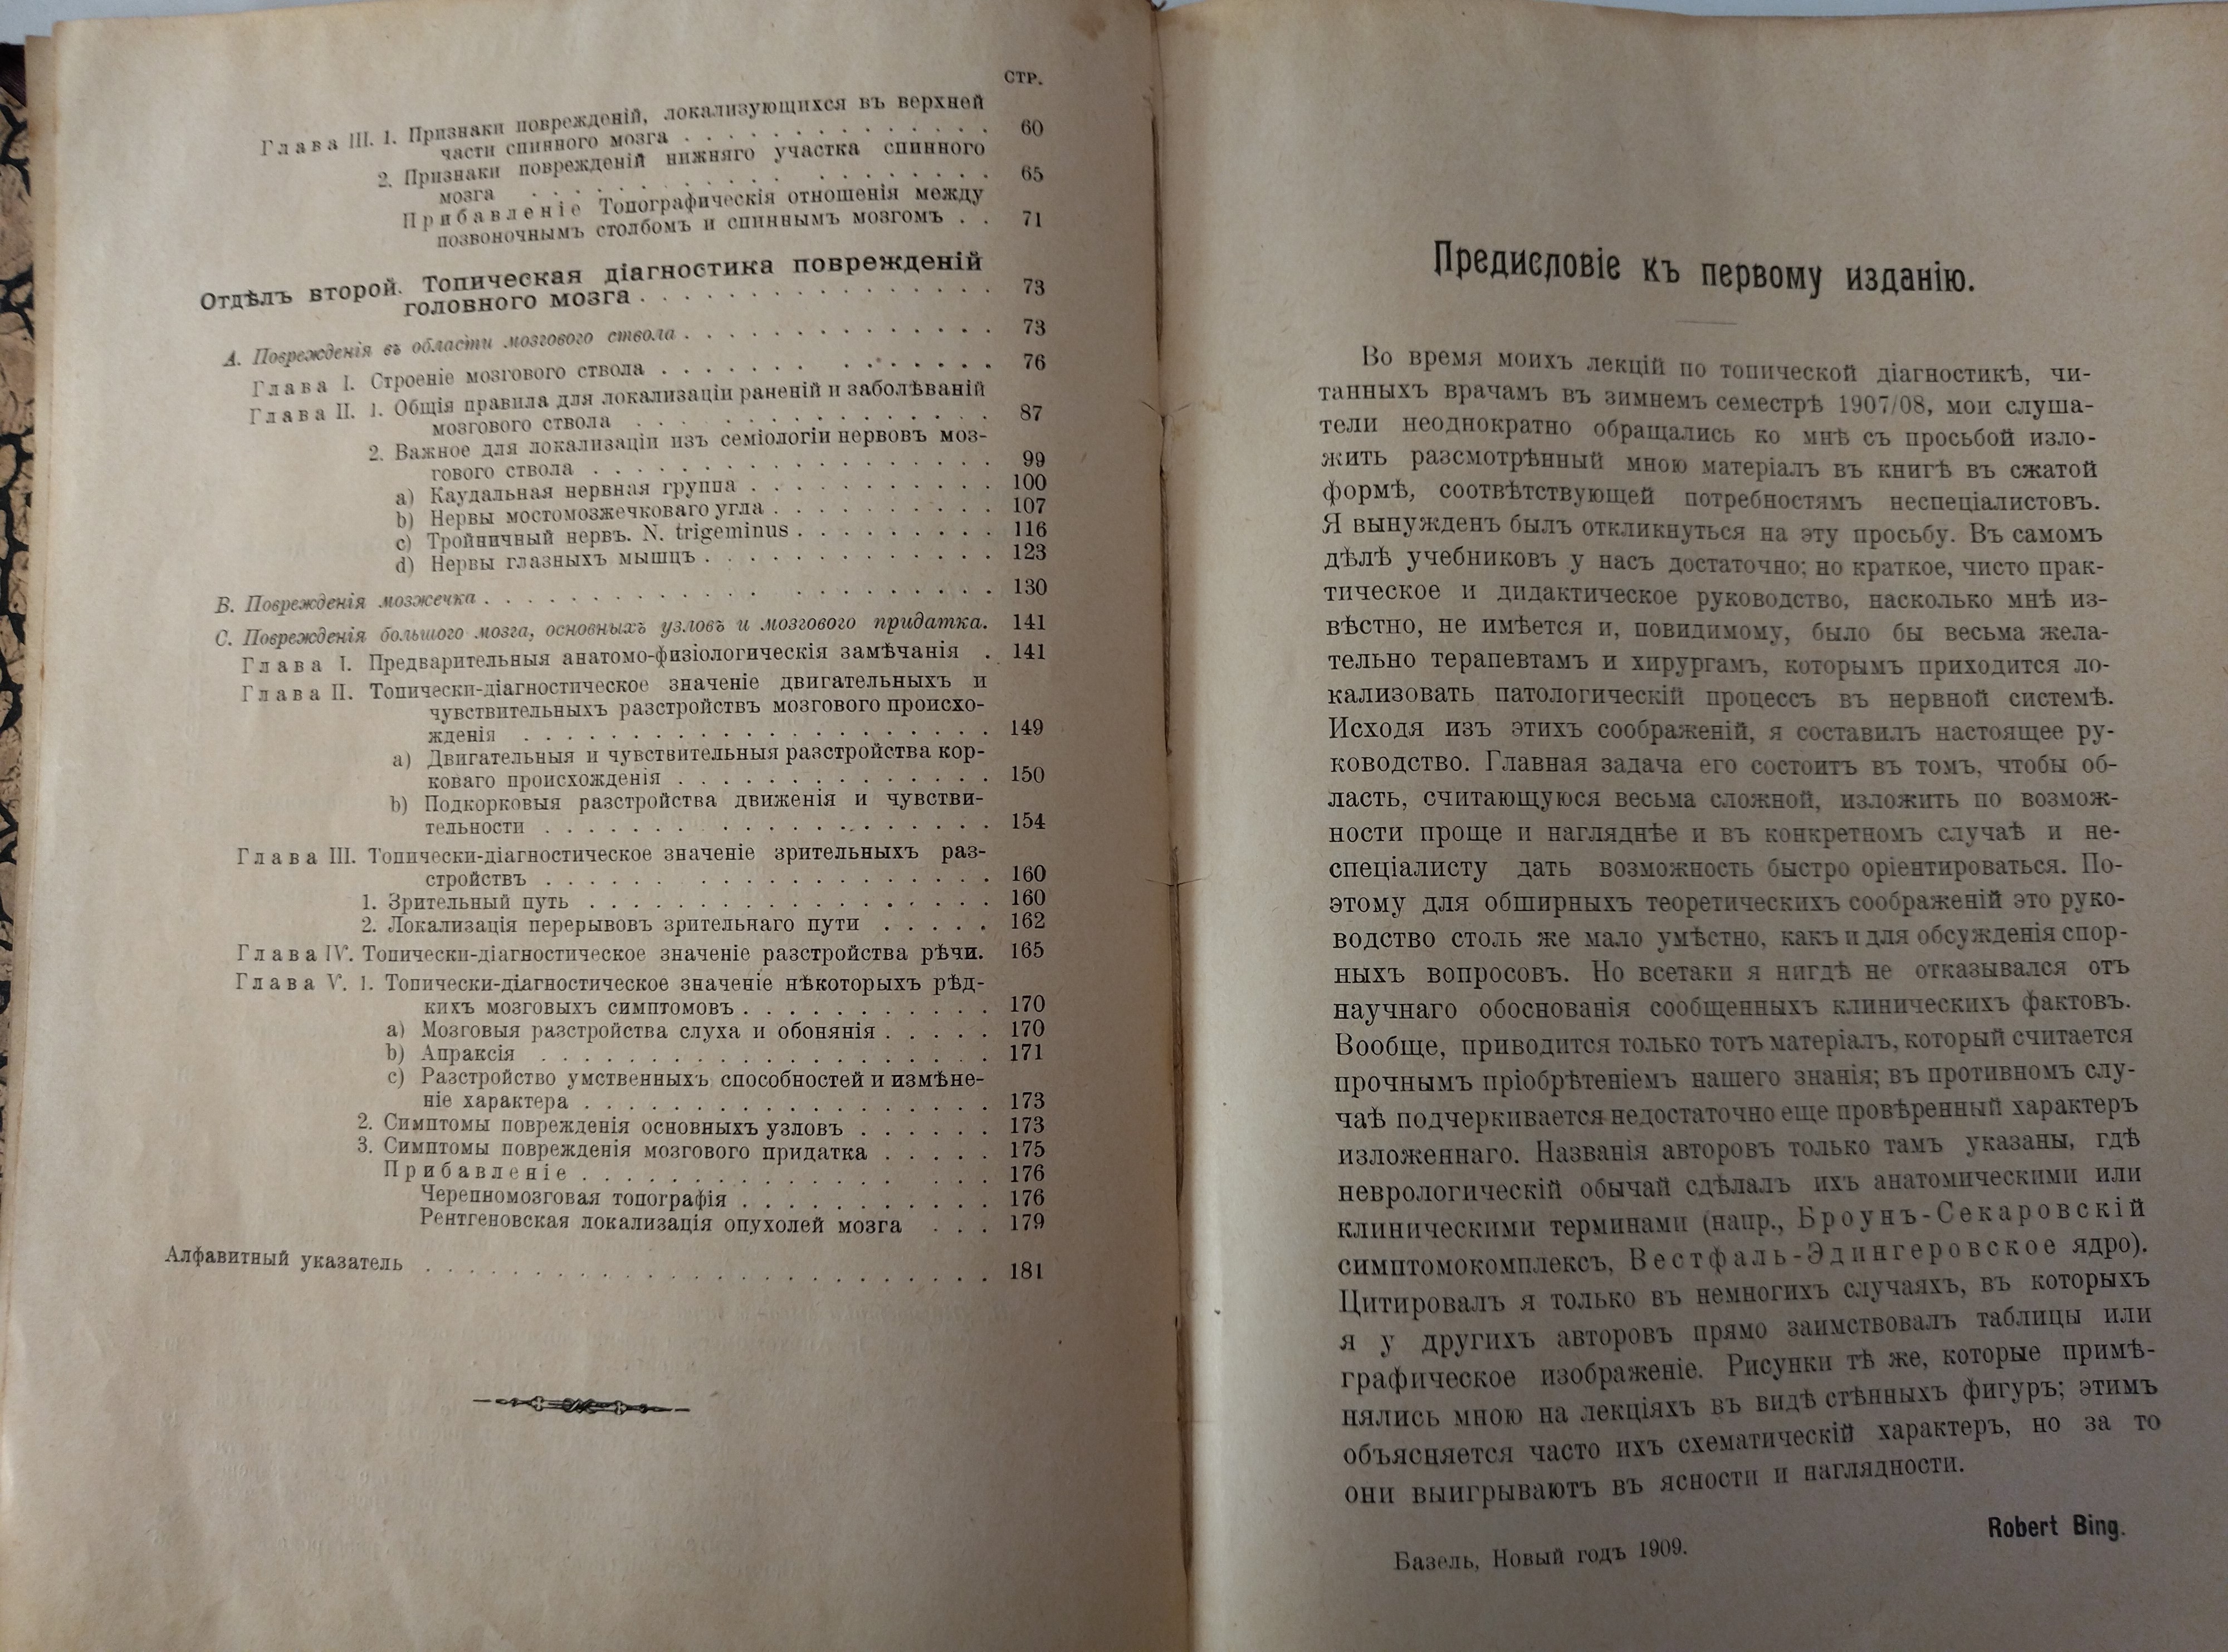 СТР.
Глава III. 1. Признаки поврежденій, локализующихся въ верхней
части спинного мозга . . . . . . . . . . . . . . 60
2. Признаки поврежденій нижняго участка спинного
мозга . . . . . . . . . . . . . . . . . . 65
Прибавленіе Топографическія отношенія между
позвоночнымъ столбомъ и спиннымъ мозгомъ . . 71
Отдѣлъ второй. Топическая діагностика поврежденій
головного мозга . . . . . . . . . . . . . . . 73
А. Поврежденія въ области мозгового ствола . . . . . . . . . . . . . . 73
Глава I. Строеніе мозгового ствола . . . . . . . . . . . . . . 76
Глава II. 1. Общія правила для локализаціи раненій и заболѣваній
мозгового ствола . . . . . . . . . . . . . . . 87
2. Важное для локализаціи изъ семіологіи нервовъ моз-
гового ствола . . . . . . . . . . . . . . . . . 99
a) Каудальная нервная группа . . . . . . . . . . . 100
b) Нервы мостомозжечковаго угла . . . . . . . . . . 107
c) Тройничный нервъ. N. trigeminus . . . . . . . . . 116
d) Нервы глазныхъ мышцъ . . . . . . . . . . . . . 123
В. Поврежденія мозжечка . . . . . . . . . . . . . . . . . . . . . . 130
С. Поврежденія большого мозга, основныхъ узловъ и мозгового придатка. 141
Глава I. Предварительныя анатомо-физіологическія замѣчанія . 141
Глава II. Топически-діагностическое значеніе двигательныхъ и
чувствительныхъ разстройствъ мозгового происхо-
жденія . . . . . . . . . . . . . . . . . . . . 149
a) Двигательныя и чувствительныя разстройства кор-
коваго происхожденія . . . . . . . . . . . . . . 150
b) Подкорковыя разстройства движенія и чувстви-
тельности . . . . . . . . . . . . . . . . . . . 154
Глава III. Топически-діагностическое значеніе зрительныхъ раз-
стройствъ . . . . . . . . . . . . . . . . . . . 160
1. Зрительный путь . . . . . . . . . . . . . . . . . . 160
2. Локализація перерывовъ зрительнаго пути . . . . . 162
Глава IV. Топически-діагностическое значеніе разстройства рѣчи. 165
Глава V. 1. Топически-діагностическое значеніе нѣкоторыхъ рѣд-
кихъ мозговыхъ симптомовъ . . . . . . . . . . . 170
a) Мозговыя разстройства слуха и обонянія . . . . . 170
b) Апраксія . . . . . . . . . . . . . . . . . . . . 171
c) Разстройство умственныхъ способностей и измѣне-
ніе характера . . . . . . . . . . . . . . . . . . 173
2. Симптомы поврежденія основныхъ узловъ . . . . . . 173
3. Симптомы поврежденія мозгового придатка . . . . . 175
Прибавленіе . . . . . . . . . . . . . . . . . 176
Черепномозговая топографія . . . . . . . . . . . 176
Рентгеновская локализація опухолей мозга . . . 179
Алфавитный указатель . . . . . . . . . . . . . . . . . . . . . . . . . 181
Предисловіе къ первому изданію.
Во время моихъ лекцій по топической діагностикѣ, чи-
танныхъ врачамъ въ зимнемъ семестрѣ 1907/08, мои слуша-
тели неоднократно обращались ко мнѣ съ просьбой изло-
жить разсмотрѣнный мною матеріалъ въ книгѣ въ сжатой
формѣ, соотвѣтствующей потребностямъ неспеціалистовъ.
Я вынужденъ былъ откликнуться на эту просьбу. Въ самомъ
дѣлѣ учебниковъ у насъ достаточно; но краткое, чисто прак-
тическое и дидактическое руководство, насколько мнѣ из-
вѣстно, не имѣется и, повидимому, было бы весьма жела-
тельно терапевтамъ и хирургамъ, которымъ приходится ло-
кализовать патологическій процессъ въ нервной системѣ.
Исходя изъ этихъ соображеній, я составилъ настоящее ру-
ководство. Главная задача его состоитъ въ томъ, чтобы об-
ласть, считающуюся весьма сложной, изложить по возмож-
ности проще и нагляднѣе и въ конкретномъ случаѣ и не-
спеціалисту дать возможность быстро оріентироваться. По-
этому для обширныхъ теоретическихъ соображеній это руко-
водство столь же мало умѣстно, какъ и для обсужденія спор-
ныхъ вопросовъ. Но всетаки я нигдѣ не отказывался отъ
научнаго обоснованія сообщенныхъ клиническихъ фактовъ.
Вообще, приводится только тотъ матеріалъ, который считается
прочнымъ пріобрѣтеніемъ нашего знанія; въ противномъ слу-
чаѣ подчеркивается недостаточно еще провѣренный характеръ
изложеннаго. Названія авторовъ только тамъ указаны, гдѣ
неврологическій обычай сдѣлалъ ихъ анатомическими или
клиническими терминами (напр., Броунъ-Секаровскій
симптомокомплексъ, Вестфаль-Эдингеровское ядро).
Цитировалъ я только въ немногихъ случаяхъ, въ которыхъ
я у другихъ авторовъ прямо заимствовалъ таблицы или
графическое изображеніе. Рисунки тѣ же, которые примѣ-
нялись мною на лекціяхъ въ видѣ стѣнныхъ фигуръ; этимъ
объясняется часто ихъ схематическій характеръ, но за то
они выигрываютъ въ ясности и наглядности.
Robert Bing.
Базель, Новый годъ 1909.